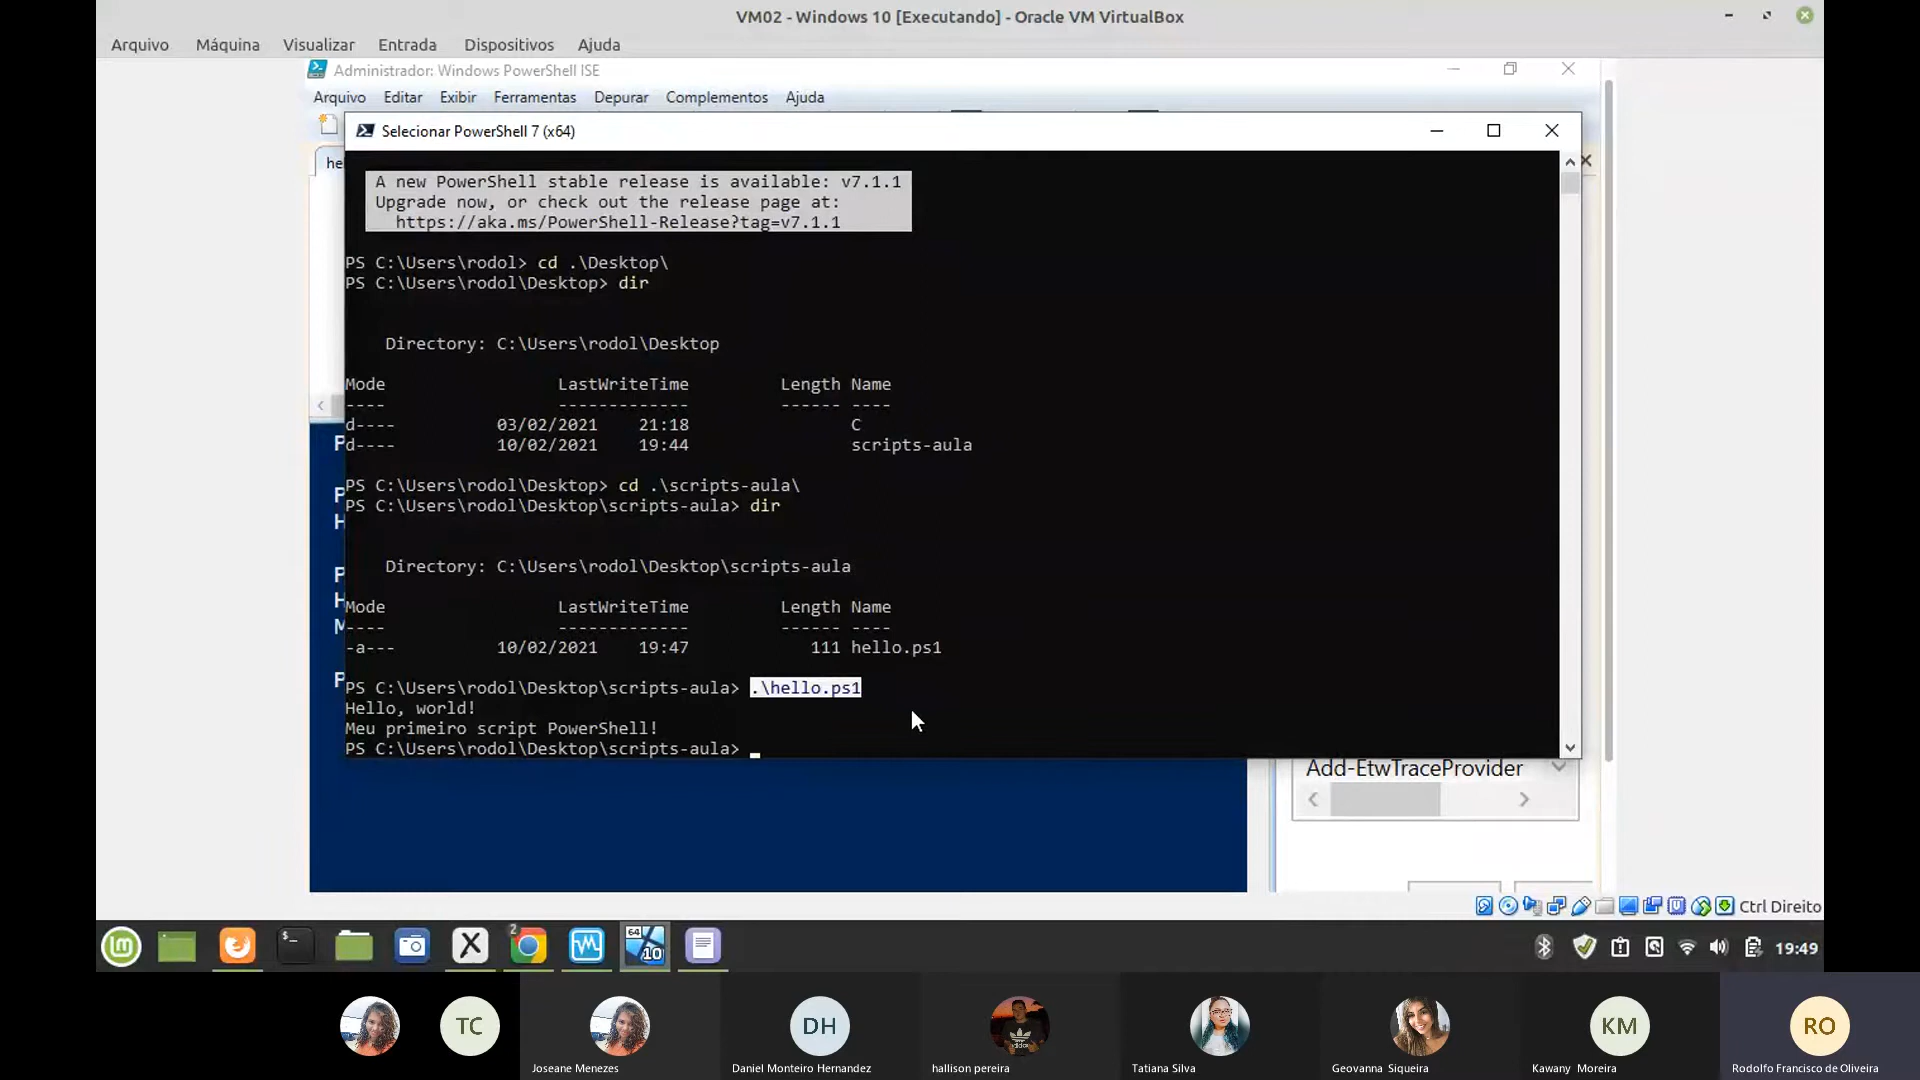 VM02 - Windows 10 [Executando] - Oracle VM VirtualBox
Arquivo Máquina Visualizar Entrada Dispositivos Ajuda
Administrador: Windows PowerShell ISE
Arquivo Editar Exibir Ferramentas Depurar Complementos Ajuda
Selecionar PowerShell 7 (x64)
he
A new PowerShell stable release is available: v7.1.1
Upgrade now, or check out the release page at:
https://aka.ms/PowerShell-Release?tag=v7.1.1
PS C:\Users\rodol> cd .\Desktop\
PS C:\Users\rodol\Desktop> dir
Directory: C:\Users\rodol\Desktop
Mode LastWriteTime Length Name
---- ------------- ------ ----
d---- 03/02/2021 21:18 C
d---- 10/02/2021 19:44 scripts-aula
PS C:\Users\rodol\Desktop> cd .\scripts-aula\
PS C:\Users\rodol\Desktop\scripts-aula> dir
Directory: C:\Users\rodol\Desktop\scripts-aula
Mode LastWriteTime Length Name
---- ------------- ------ ----
-a--- 10/02/2021 19:47 111 hello.ps1
PS C:\Users\rodol\Desktop\scripts-aula> .\hello.ps1
Hello, world!
Meu primeiro script PowerShell!
PS C:\Users\rodol\Desktop\scripts-aula>
Add-EtwTraceProvider
Ctrl Direito
19:49
TC DH KM RO
Joseane Menezes Daniel Monteiro Hernandez hallison pereira Tatiana Silva Geovanna Siqueira Kawany Moreira Rodolfo Francisco de Oliveira